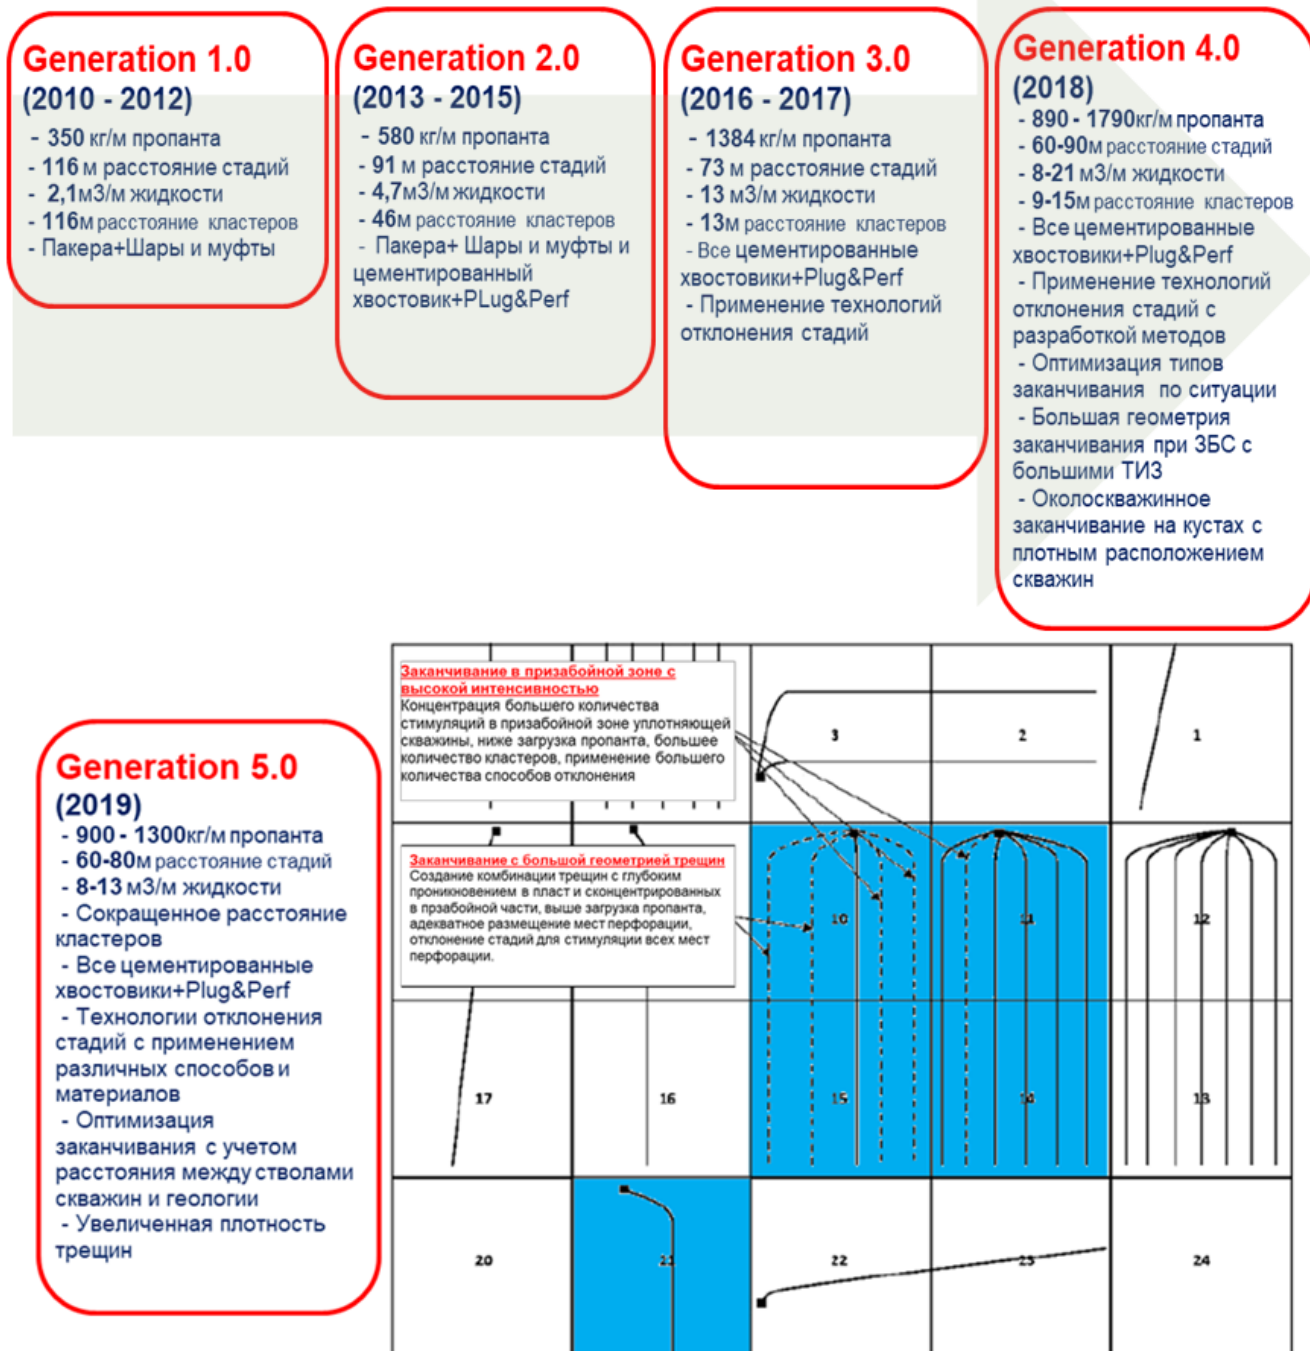 Generation 1.0
(2010 - 2012)
- 350 кг/м пропанта
- 116 м расстояние стадий
- 2,1м3/м жидкости
- 116м расстояние кластеров
- Пакера+Шары и муфты
Generation 2.0
(2013 - 2015)
- 580 кг/м пропанта
- 91 м расстояние стадий
- 4,7м3/м жидкости
- 46м расстояние кластеров
- Пакера+ Шары и муфты и
цементированный
хвостовик+PLug&Perf
Generation 3.0
(2016 - 2017)
- 1384 кг/м пропанта
- 73 м расстояние стадий
- 13 м3/м жидкости
- 13м расстояние кластеров
- Все цементированные
хвостовики+Plug&Perf
- Применение технологий
отклонения стадий
Generation 4.0
(2018)
- 890 - 1790кг/м пропанта
- 60-90м расстояние стадий
- 8-21 м3/м жидкости
- 9-15м расстояние кластеров
- Все цементированные
хвостовики+Plug&Perf
- Применение технологий
отклонения стадий с
разработкой методов
- Оптимизация типов
заканчивания по ситуации
- Большая геометрия
заканчивания при ЗБС с
большими ТИЗ
- Околоскважинное
заканчивание на кустах с
плотным расположением
скважин
Generation 5.0
(2019)
- 900 - 1300кг/м пропанта
- 60-80м расстояние стадий
- 8-13 м3/м жидкости
- Сокращенное расстояние
кластеров
- Все цементированные
хвостовики+Plug&Perf
- Технологии отклонения
стадий с применением
различных способов и
материалов
- Оптимизация
заканчивания с учетом
расстояния между стволами
скважин и геологии
- Увеличенная плотность
трещин
Заканчивание в призабойной зоне с
высокой интенсивностью
Концентрация большего количества
стимуляций в призабойной зоне уплотняющей
скважины, ниже загрузка пропанта, большее
количество кластеров, применение большего
количества способов отклонения
3
2
1
Заканчивание с большой геометрией трещин
Создание комбинации трещин с глубоким
проникновением в пласт и сконцентрированных
в прзабойной части, выше загрузка пропанта,
адекватное размещение мест перфорации,
отклонение стадий для стимуляции всех мест
перфорации.
10
11
12
17
16
15
14
13
20
21
22
23
24